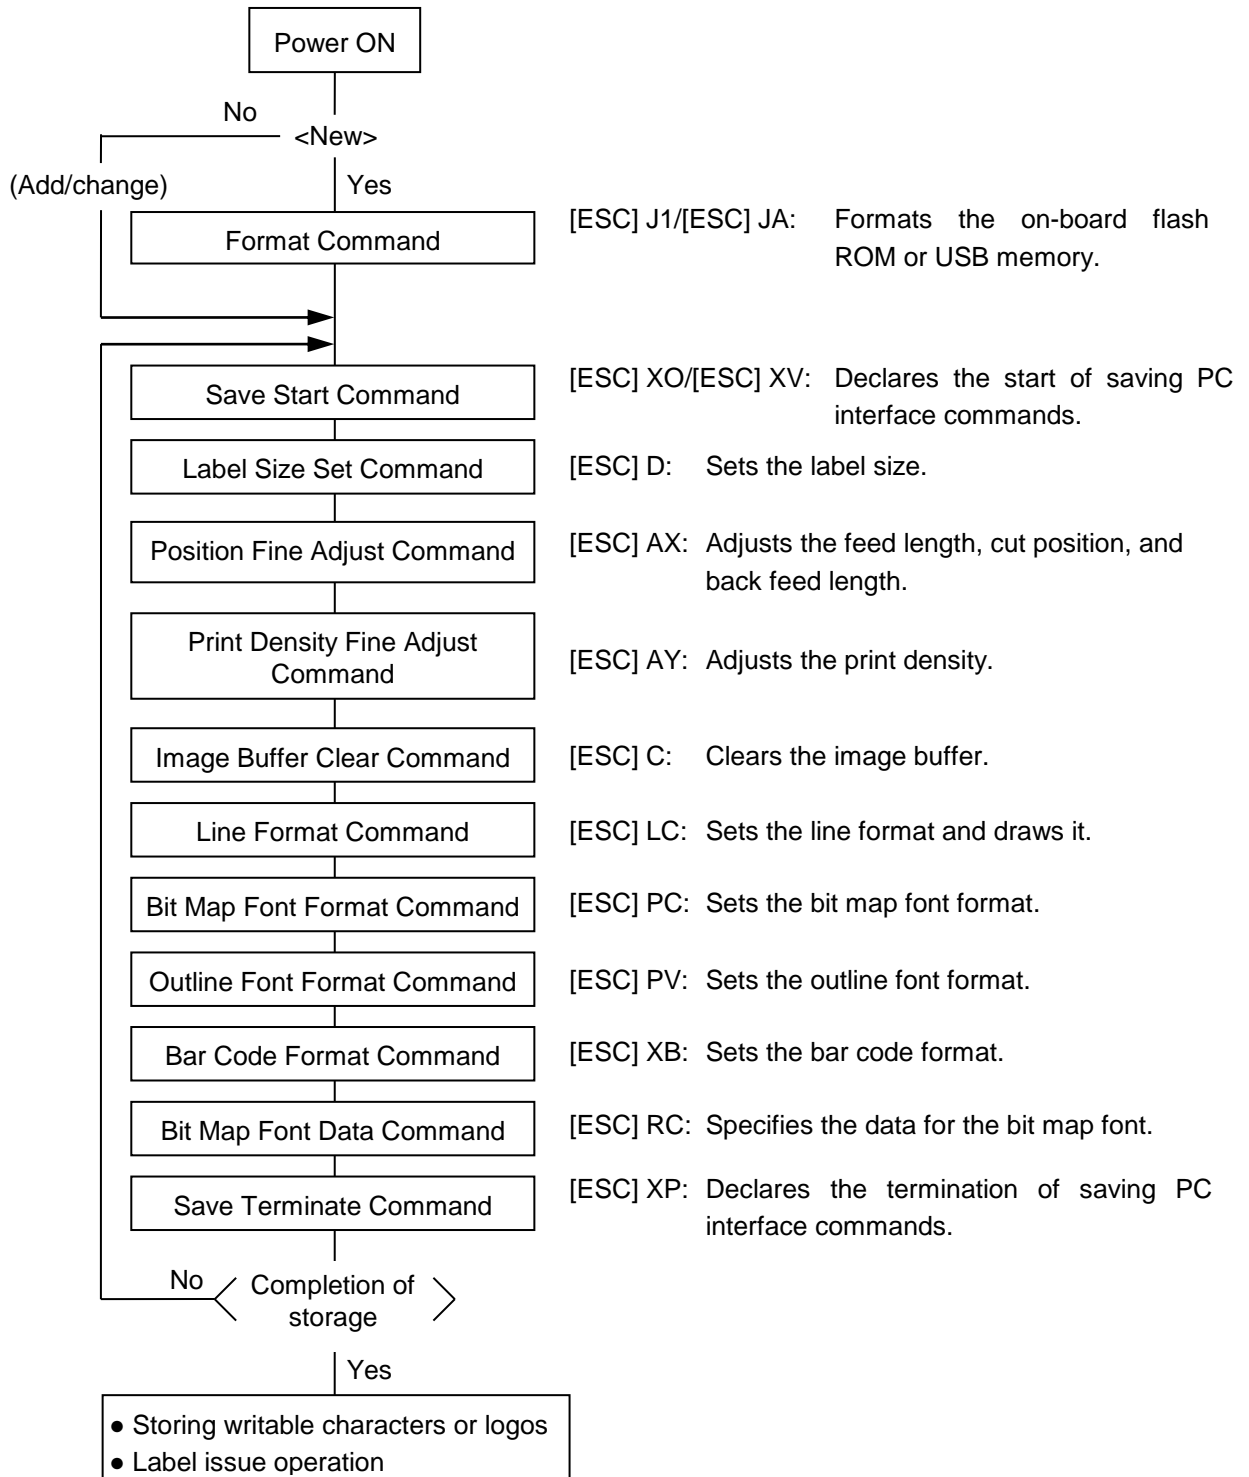 Power ON
No
<New>
(Add/change)
Yes
Format Command
[ESC] J1/[ESC] JA: Formats the on-board flash
ROM or USB memory.
Save Start Command
[ESC] XO/[ESC] XV: Declares the start of saving PC
interface commands.
Label Size Set Command
[ESC] D: Sets the label size.
Position Fine Adjust Command
[ESC] AX: Adjusts the feed length, cut position, and
back feed length.
Print Density Fine Adjust
Command
[ESC] AY: Adjusts the print density.
Image Buffer Clear Command
[ESC] C: Clears the image buffer.
Line Format Command
[ESC] LC: Sets the line format and draws it.
Bit Map Font Format Command
[ESC] PC: Sets the bit map font format.
Outline Font Format Command
[ESC] PV: Sets the outline font format.
Bar Code Format Command
[ESC] XB: Sets the bar code format.
Bit Map Font Data Command
[ESC] RC: Specifies the data for the bit map font.
Save Terminate Command
[ESC] XP: Declares the termination of saving PC
interface commands.
No
Completion of
storage
Yes
● Storing writable characters or logos
● Label issue operation